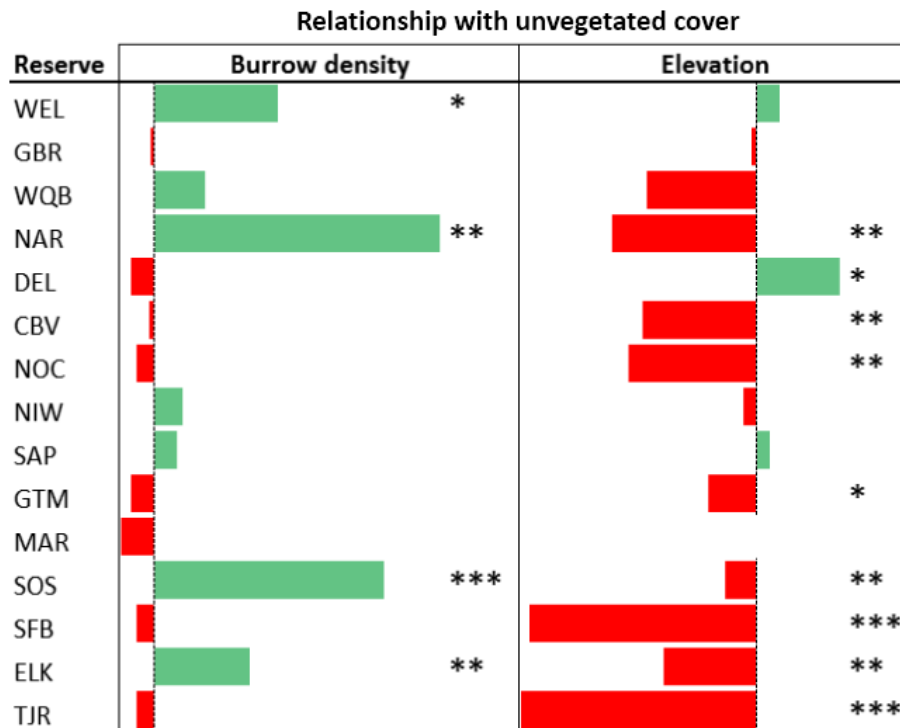 Relationship with unvegetated cover
Reserve Burrow density Elevation
WEL *
GBR
WQB
NAR ** **
DEL *
CBV **
NOC **
NIW
SAP
GTM *
MAR
SOS *** **
SFB ***
ELK ** **
TJR ***